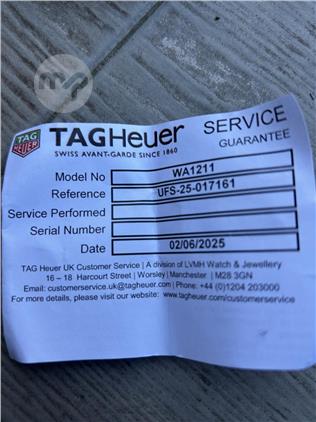 TAG
HEUER
TAGHeuer
SWISS AVANT-GARDE SINCE 1860
SERVICE
GUARANTEE
Model No WA1211
Reference UFS-25-017161
Service Performed
Serial Number
Date 02/06/2025
TAG Heuer UK Customer Service | A division of LVMH Watch & Jewellery
16 – 18 Harcourt Street | Worsley | Manchester | M28 3GN
Email: customerservice.uk@tagheuer.com | Phone: +44 (0)1204 203000
For more details, please visit our website: www.tagheuer.com/customerservice